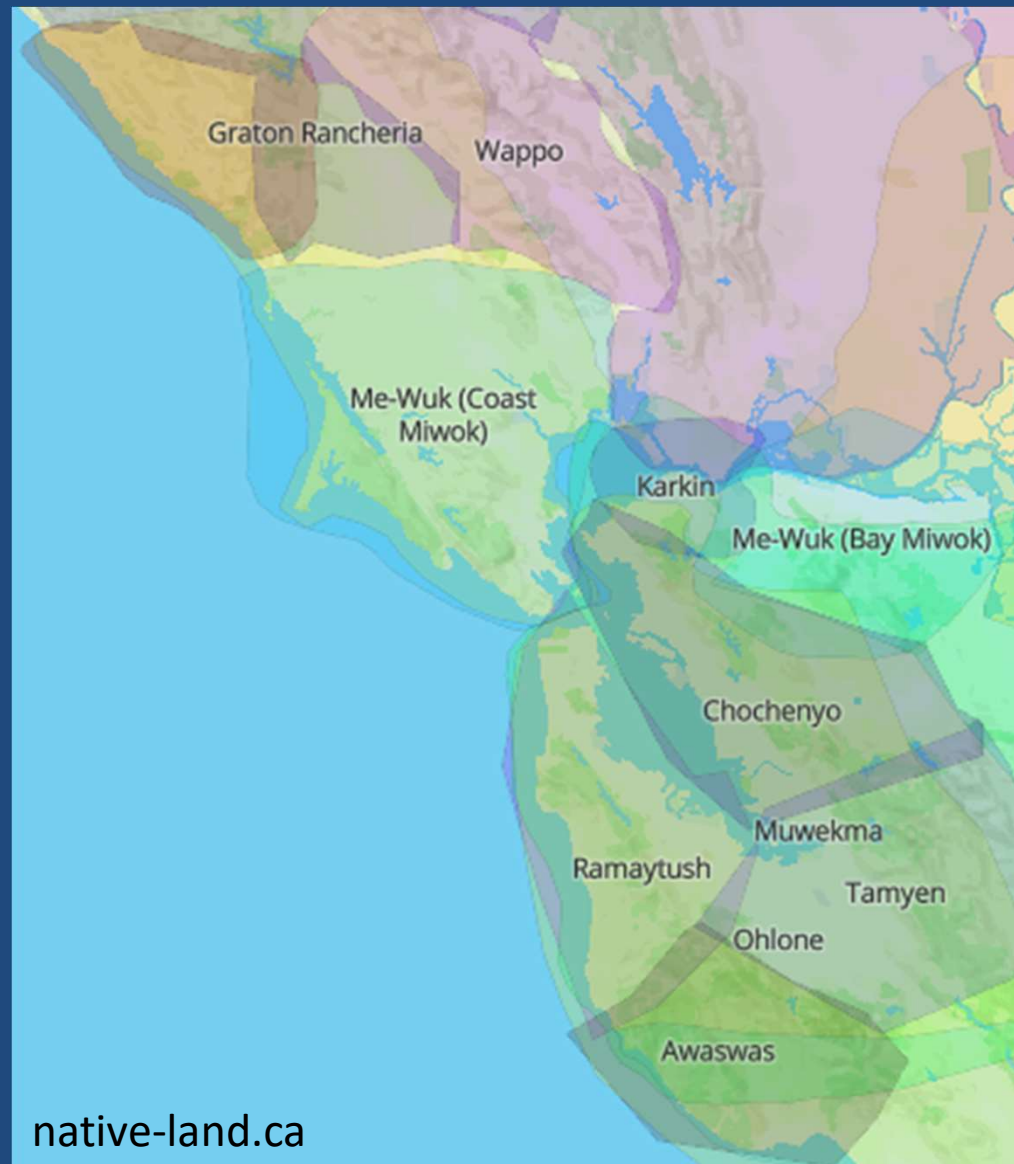 Graton Rancheria
Wappo
Me-Wuk (Coast
Miwok)
Karkin
Me-Wuk (Bay Miwok)
Chochenyo
Muwekma
Ramaytush
Tamyen
Ohlone
Awaswas
native-land.ca